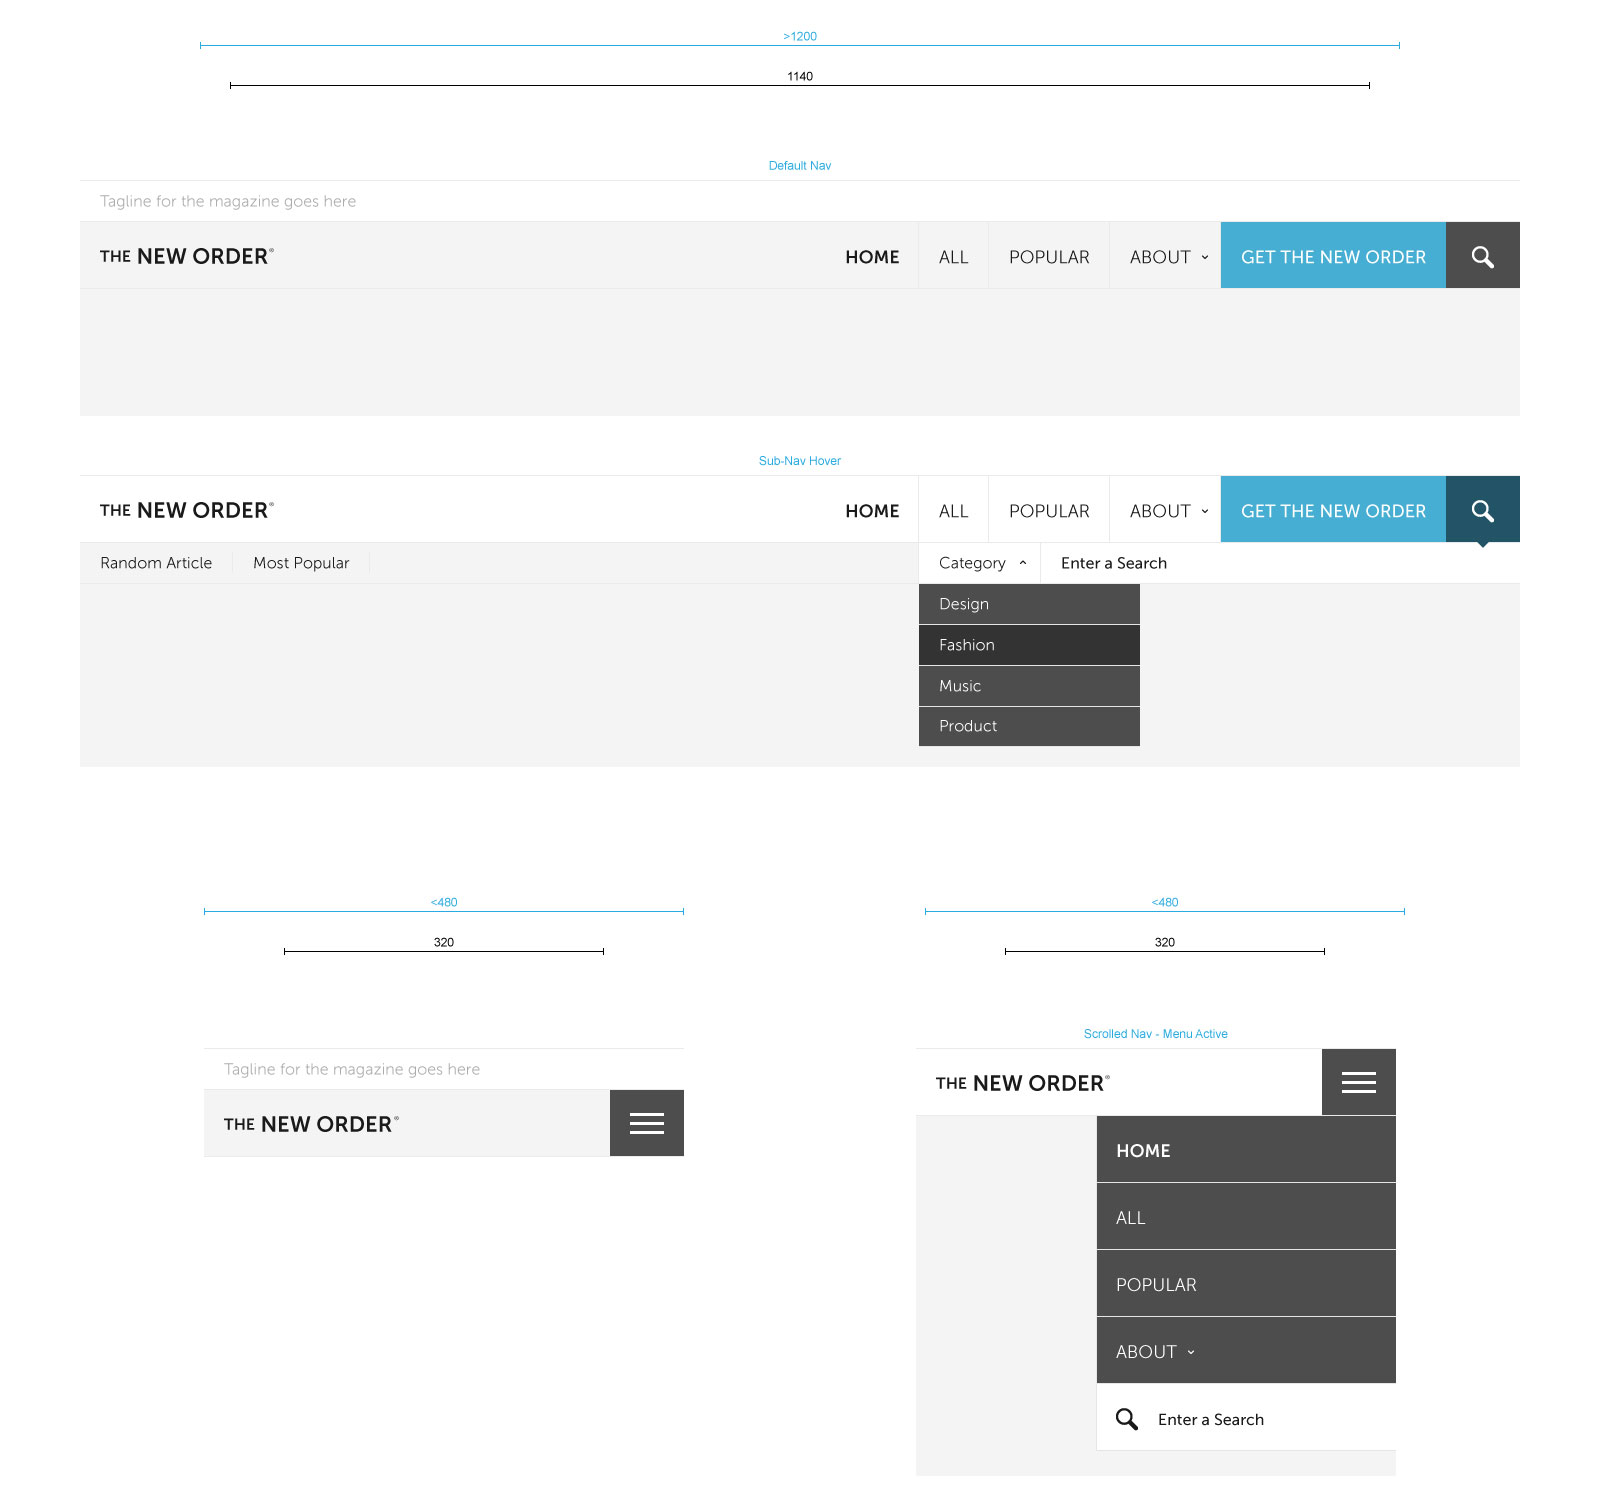 >1200
1140
Default Nav
Tagline for the magazine goes here
THE NEW ORDER® HOME ALL POPULAR ABOUT GET THE NEW ORDER
Sub-Nav Hover
THE NEW ORDER® HOME ALL POPULAR ABOUT GET THE NEW ORDER
Random Article Most Popular Category Enter a Search
Design
Fashion
Music
Product
<480
320
Tagline for the magazine goes here
THE NEW ORDER®
<480
320
Scrolled Nav - Menu Active
THE NEW ORDER®
HOME
ALL
POPULAR
ABOUT
Enter a Search